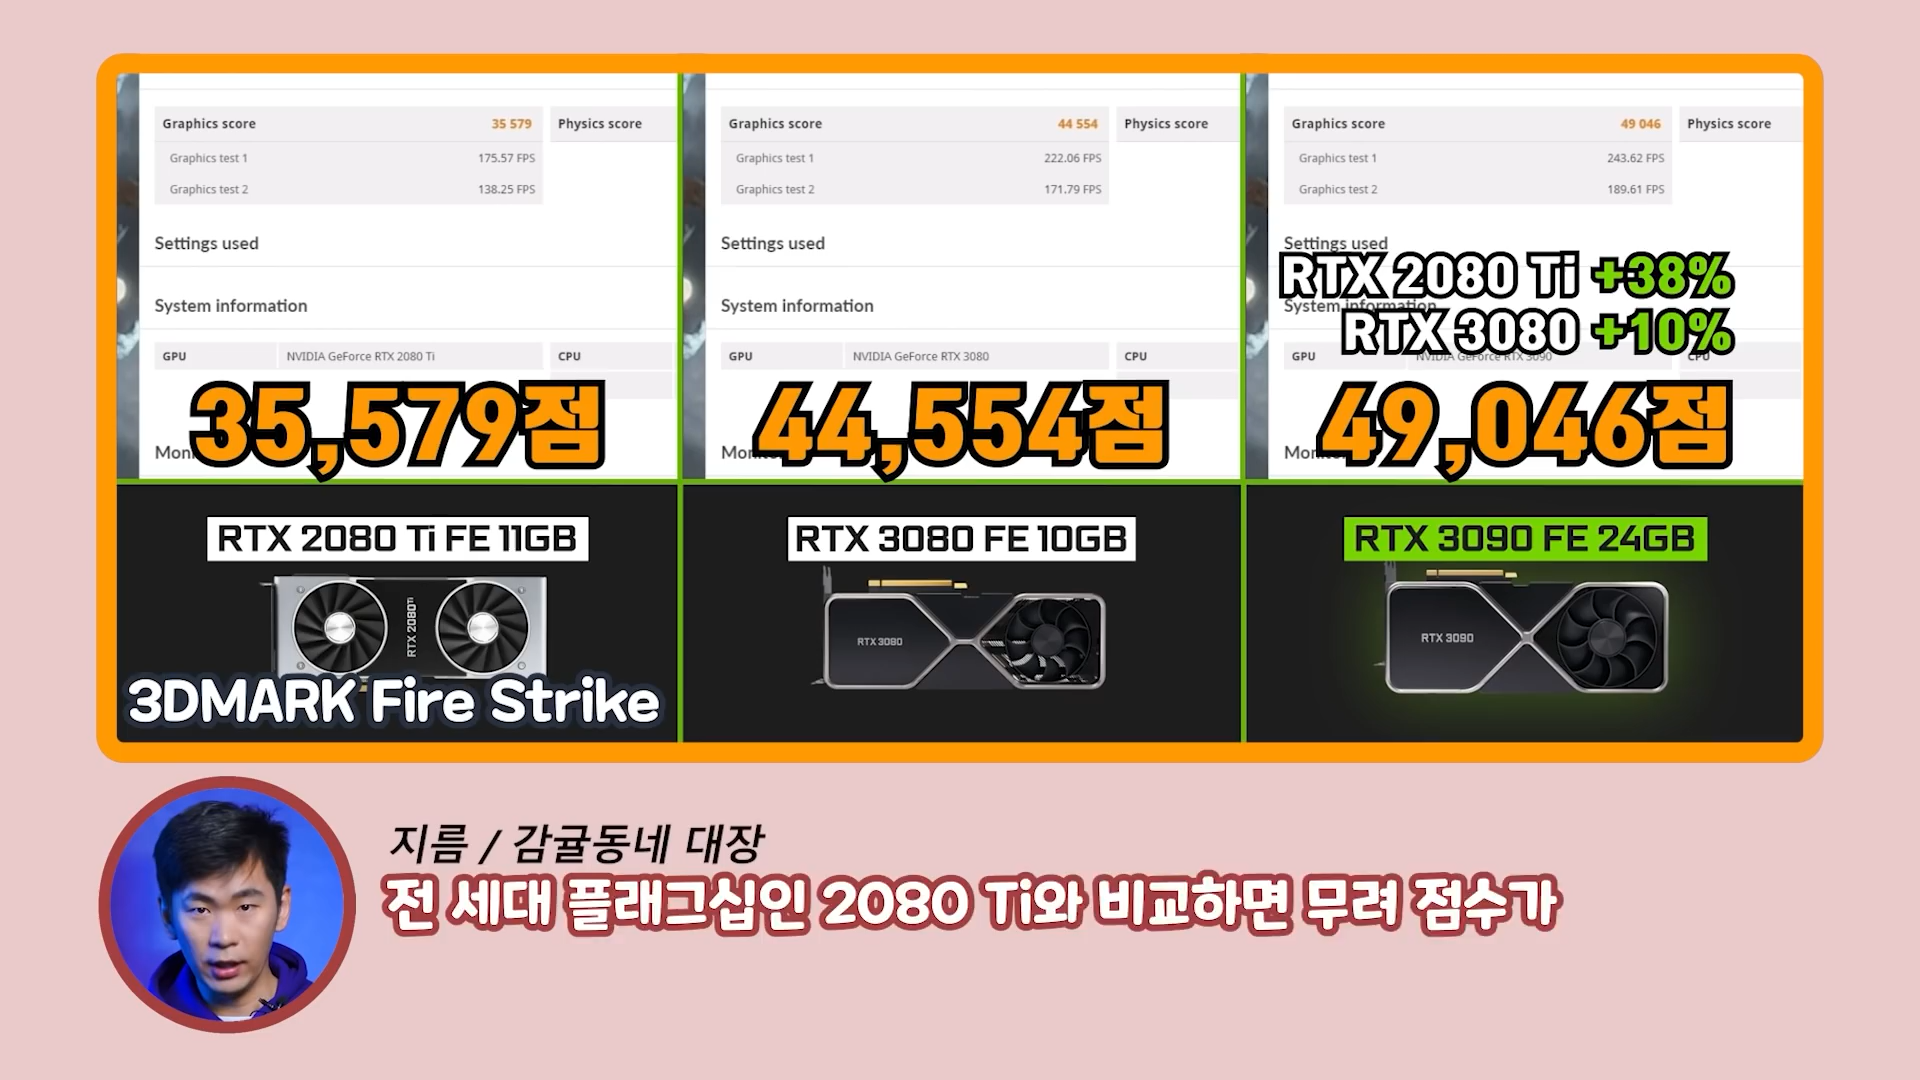 Graphics score 35 579 Physics score
Graphics test 1 175.57 FPS
Graphics test 2 138.25 FPS
Settings used
System information
GPU NVIDIA GeForce RTX 2080 Ti CPU
35,579점
RTX 2080 Ti FE 11GB
RTX 2080Ti
3DMARK Fire Strike
Graphics score 44 554 Physics score
Graphics test 1 222.06 FPS
Graphics test 2 171.79 FPS
Settings used
System information
GPU NVIDIA GeForce RTX 3080 CPU
44,554점
RTX 3080 FE 10GB
RTX 3080
Graphics score 49 046 Physics score
Graphics test 1 243.62 FPS
Graphics test 2 189.61 FPS
Settings used
RTX 2080 Ti +38%
System information
RTX 3080 +10%
GPU NVIDIA GeForce RTX 3090 CPU
49,046점
RTX 3090 FE 24GB
RTX 3090
지름 / 감귤동네 대장
전 세대 플래그십인 2080 Ti와 비교하면 무려 점수가